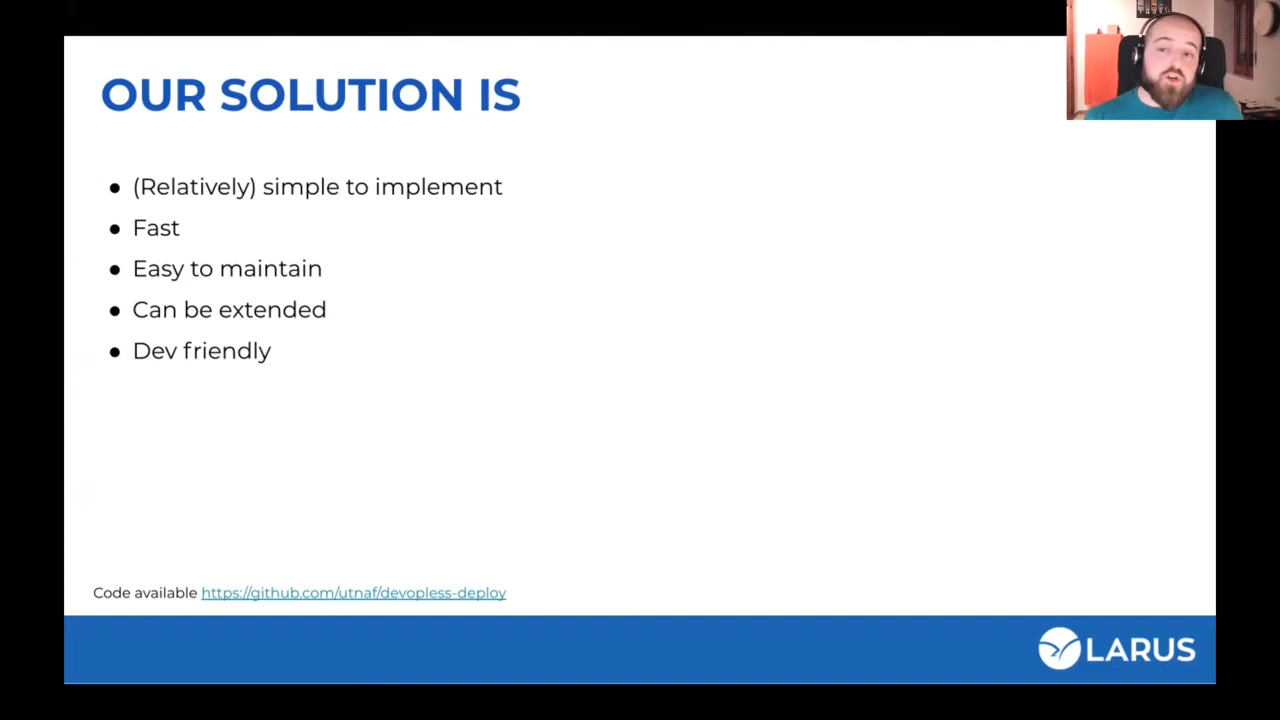 OUR SOLUTION IS
● (Relatively) simple to implement
● Fast
● Easy to maintain
● Can be extended
● Dev friendly
Code available https://github.com/utnaf/devopless-deploy
LARUS